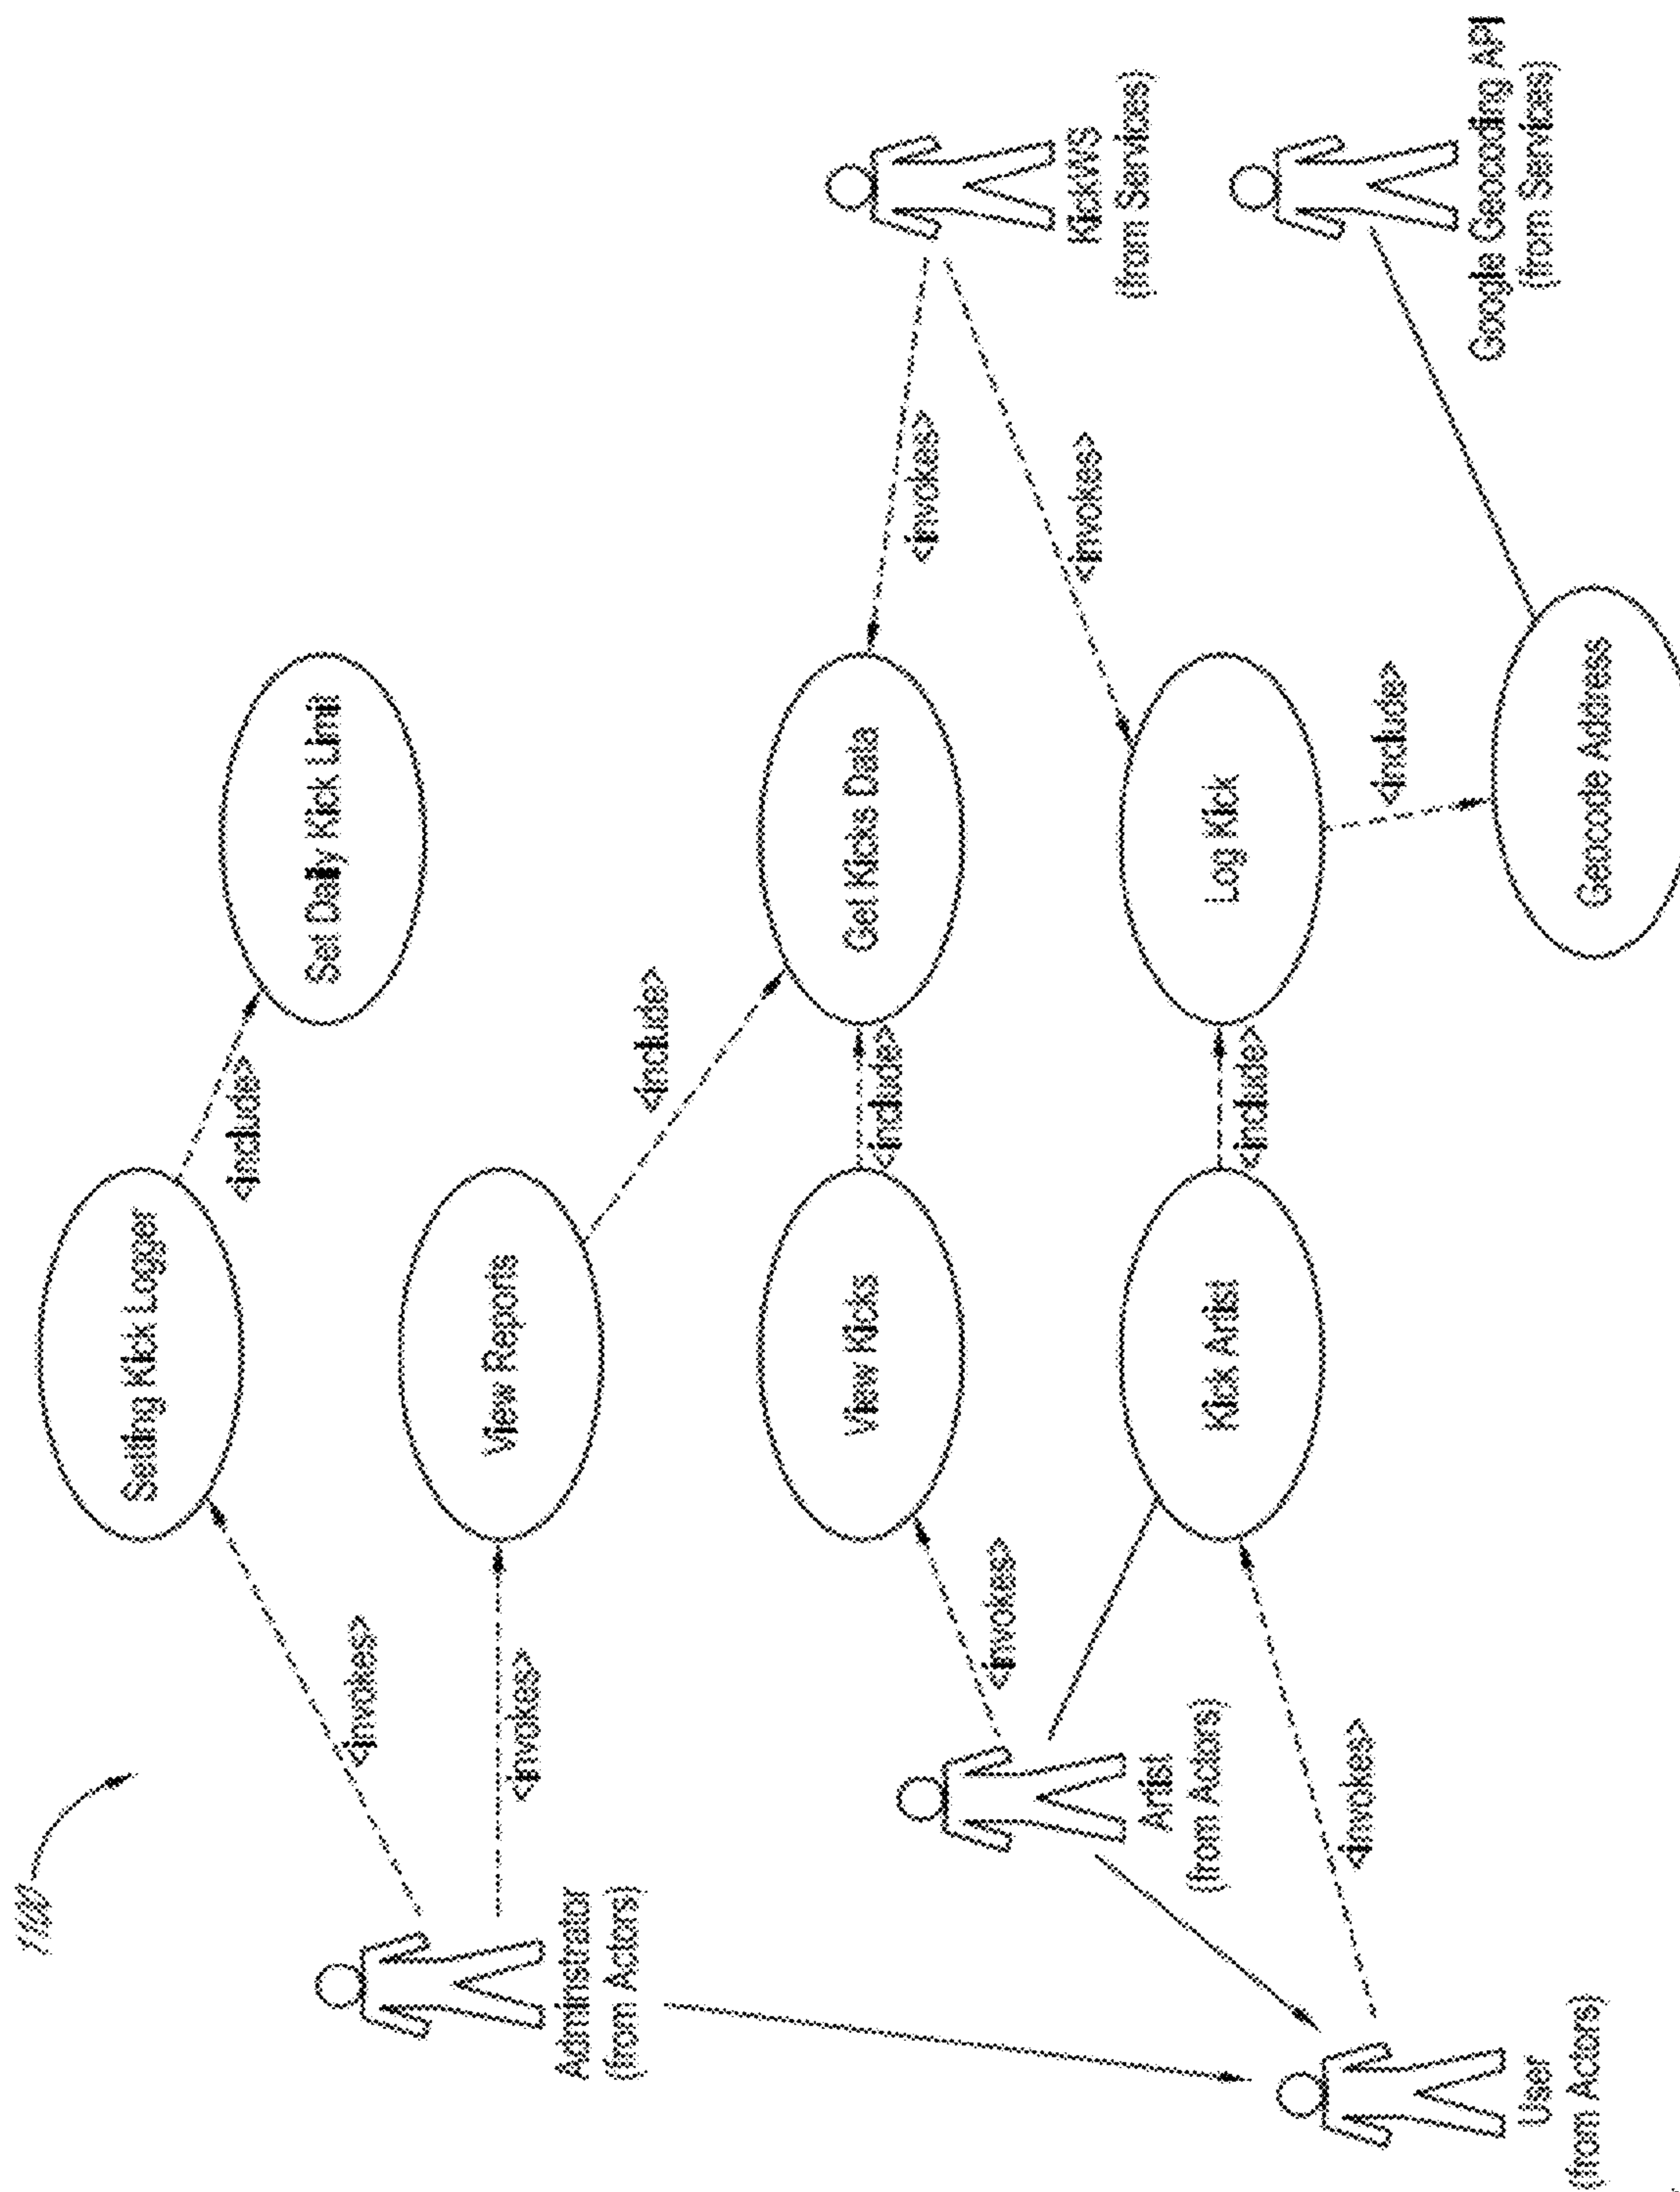 1100
Setting Kick Logger
<include>
Set Daily Kick Limit
<invokes>
View Reports
<invokes>
<include>
Administrator
(from Actors)
View Kicks
<include>
Get Kicks Data
<invokes>
KickWS
(from Services)
<invokes>
<invokes>
Artist
(from Actors)
Kick Artist
<include>
Log Kick
<invokes>
<include>
Google Geocoding API
(from Services)
User
(from Actors)
Geocode Address